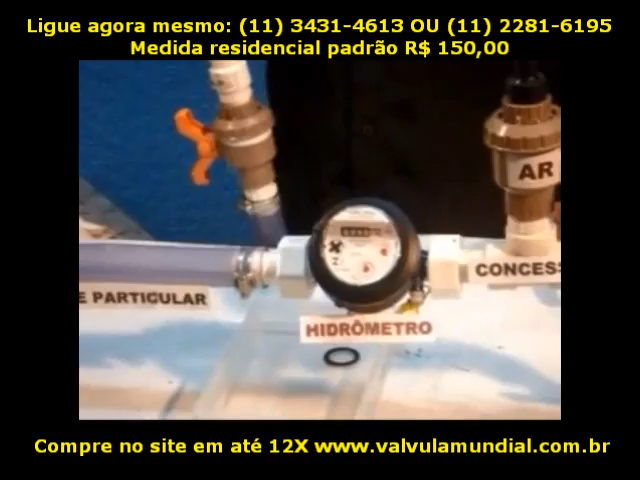 Ligue agora mesmo: (11) 3431-4613 OU (11) 2281-6195
Medida residencial padrão R$ 150,00
AR
CONCESS
E PARTICULAR
HIDRÔMETRO
Compre no site em até 12X www.valvulamundial.com.br